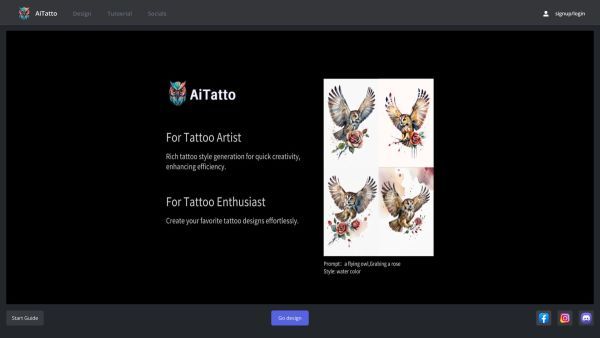 AiTatto
Design
Tutoerial
Socials
signup/login
AiTatto
For Tattoo Artist
Rich tattoo style generation for quick creativity,
enhancing efficiency.
For Tattoo Enthusiast
Create your favorite tattoo designs effortlessly.
Prompt: a flying owl,Grabing a rose
Style: water color
Start Guide
Go design